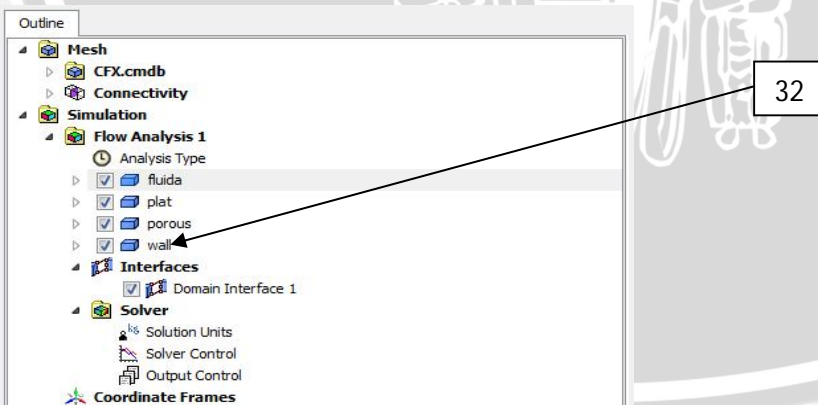 Outline
Mesh
CFX.cmdb
Connectivity
Simulation
32
Flow Analysis 1
Analysis Type
fluida
plat
porous
wall
Interfaces
Domain Interface 1
Solver
Solution Units
Solver Control
Output Control
Coordinate Frames